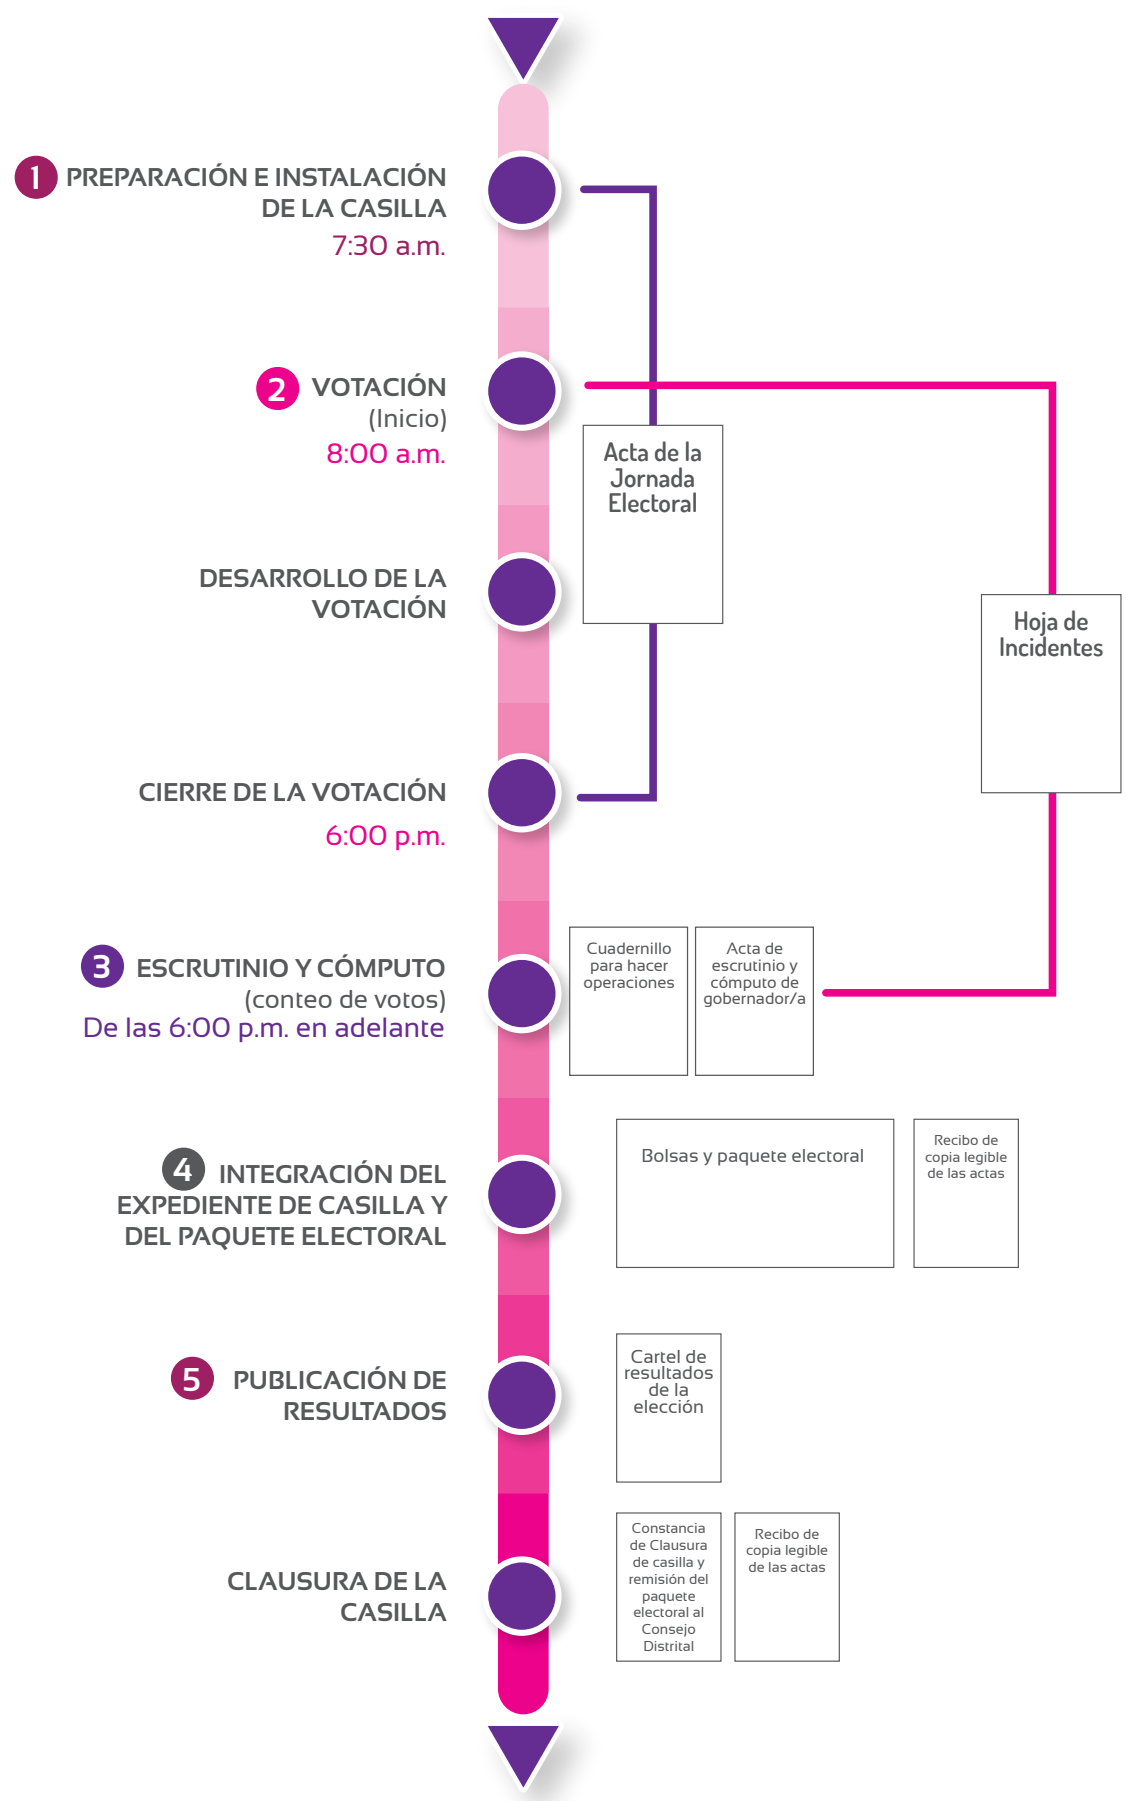 1 PREPARACIÓN E INSTALACIÓN
DE LA CASILLA
7:30 a.m.
2 VOTACIÓN
(Inicio)
8:00 a.m.
Acta de la
Jornada
Electoral
DESARROLLO DE LA
VOTACIÓN
Hoja de
Incidentes
CIERRE DE LA VOTACIÓN
6:00 p.m.
3 ESCRUTINIO Y CÓMPUTO
(conteo de votos)
De las 6:00 p.m. en adelante
Cuadernillo
para hacer
operaciones
Acta de
escrutinio y
cómputo de
gobernador/a
4 INTEGRACIÓN DEL
EXPEDIENTE DE CASILLA Y
DEL PAQUETE ELECTORAL
Bolsas y paquete electoral
Recibo de
copia legible
de las actas
5 PUBLICACIÓN DE
RESULTADOS
Cartel de
resultados
de la
elección
CLAUSURA DE LA
CASILLA
Constancia
de Clausura
de casilla y
remisión del
paquete
electoral al
Consejo
Distrital
Recibo de
copia legible
de las actas